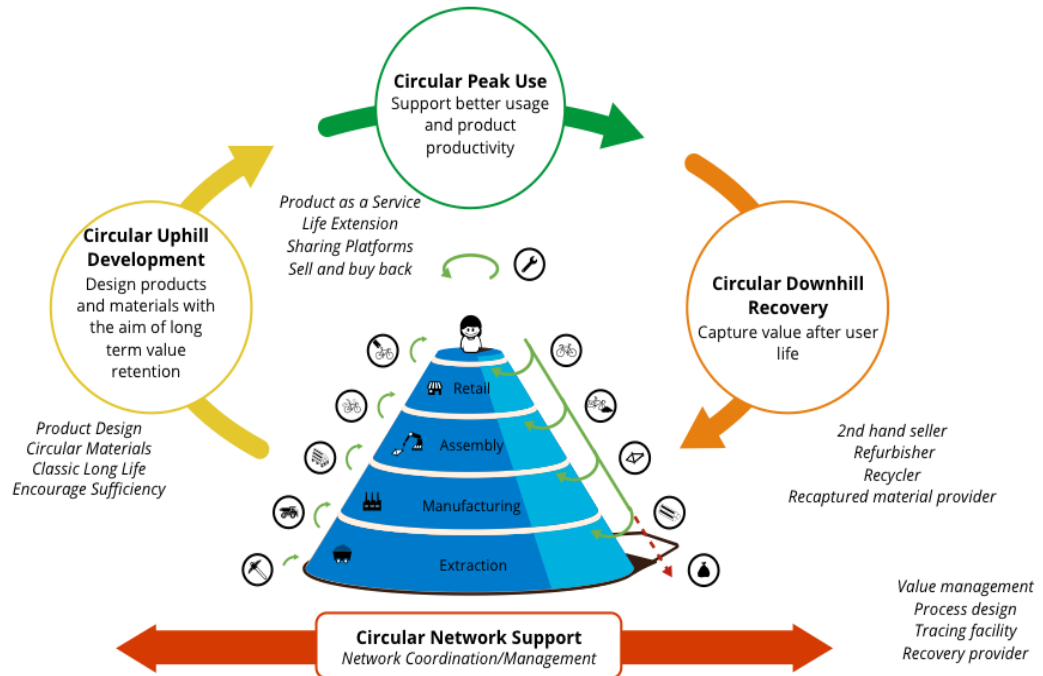 Circular Peak Use
Support better usage
and product
productivity
Circular Uphill
Development
Design products
and materials with
the aim of long
term value
retention
Product as a Service
Life Extension
Sharing Platforms
Sell and buy back
Circular Downhill
Recovery
Capture value after user
life
Retail
Assembly
Manufacturing
Extraction
Product Design
Circular Materials
Classic Long Life
Encourage Sufficiency
2nd hand seller
Refurbisher
Recycler
Recaptured material provider
Value management
Process design
Tracing facility
Recovery provider
Circular Network Support
Network Coordination/Management